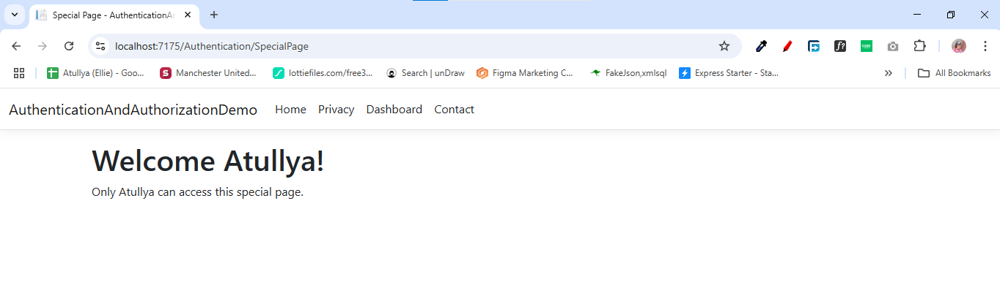 Special Page - AuthenticationAn
localhost:7175/Authentication/SpecialPage
f?
Atullya (Ellie) - Goo... Manchester United... lottiefiles.com/free3... Search | unDraw Figma Marketing C... FakeJson,xmlsql Express Starter - Sta... All Bookmarks
AuthenticationAndAuthorizationDemo Home Privacy Dashboard Contact
Welcome Atullya!
Only Atullya can access this special page.